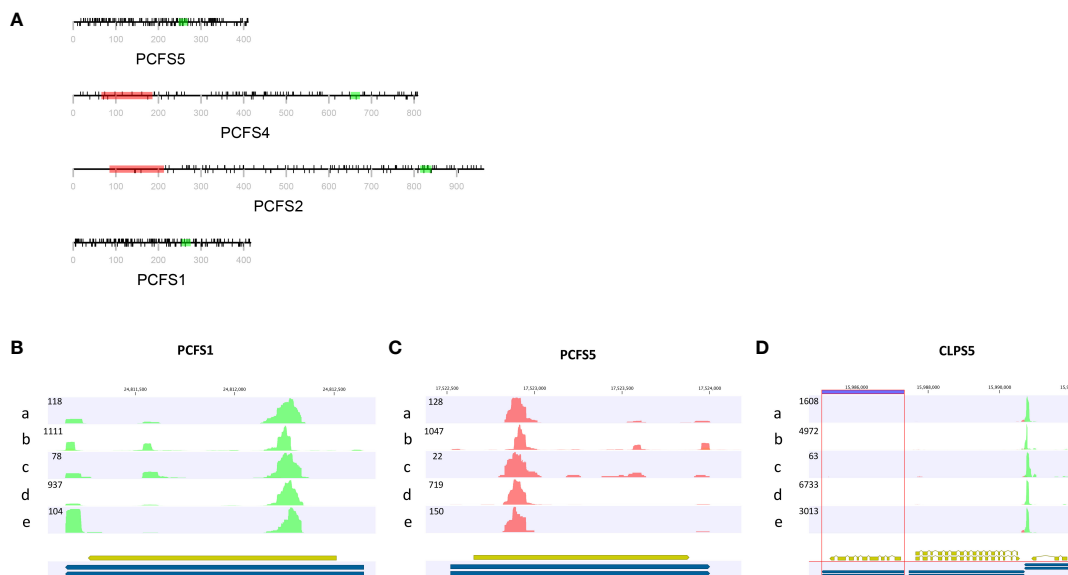 A
0 100 200 300 400
PCFS5
0 100 200 300 400 500 600 700 800
PCFS4
0 100 200 300 400 500 600 700 800 900
PCFS2
0 100 200 300 400
PCFS1
B
PCFS1
24,811,500 24,812,000 24,812,500
a 118
b 1111
c 78
d 937
e 104
C
PCFS5
17,522,500 17,523,000 17,523,500 17,524,000
a 128
b 1047
c 22
d 719
e 150
D
CLPS5
15,986,000 15,988,000 15,990,000
a 1608
b 4972
c 63
d 6733
e 3013